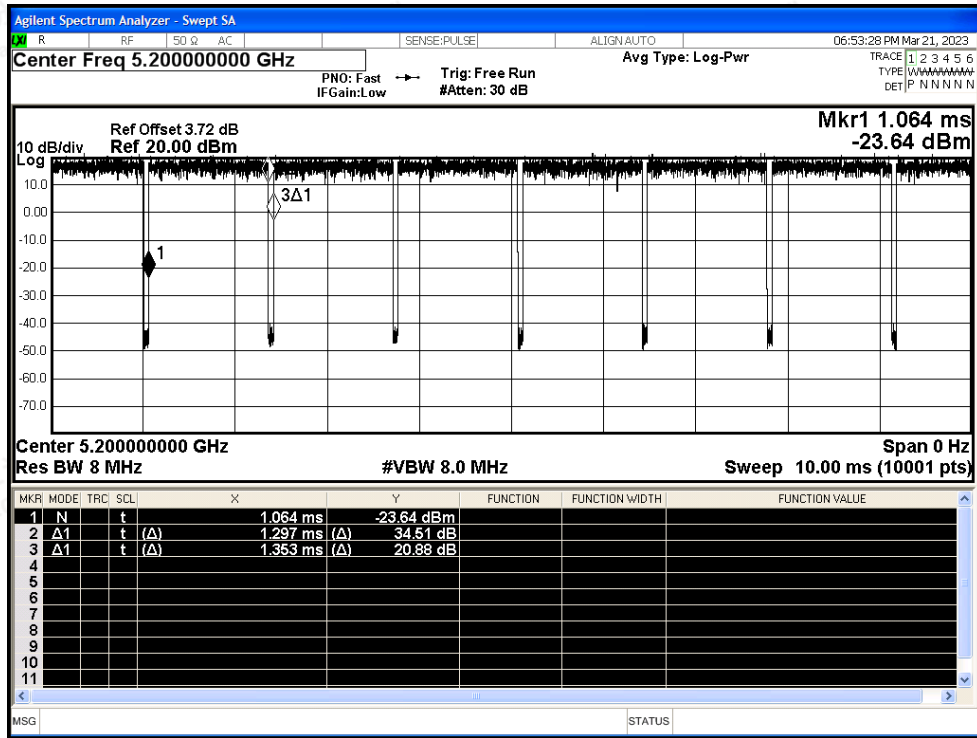 Agilent Spectrum Analyzer - Swept SA
LXI R RF 50 Ω AC SENSE:PULSE ALIGN AUTO 06:53:28 PM Mar 21, 2023
Center Freq 5.200000000 GHz
PNO: Fast
IFGain:Low
Trig: Free Run
#Atten: 30 dB
Avg Type: Log-Pwr
TRACE 1 2 3 4 5 6
TYPE WWWWWW
DET P N N N N N
Ref Offset 3.72 dB
Ref 20.00 dBm
10 dB/div
Log
Mkr1 1.064 ms
-23.64 dBm
10.0
0.00
-10.0
-20.0
-30.0
-40.0
-50.0
-60.0
-70.0
3Δ1
1
Center 5.200000000 GHz Span 0 Hz
Res BW 8 MHz #VBW 8.0 MHz Sweep 10.00 ms (10001 pts)
MKR MODE TRC SCL X Y FUNCTION FUNCTION WIDTH FUNCTION VALUE
1 N t 1.064 ms -23.64 dBm
2 Δ1 t (Δ) 1.297 ms (Δ) 34.51 dB
3 Δ1 t (Δ) 1.353 ms (Δ) 20.88 dB
4
5
6
7
8
9
10
11
MSG STATUS